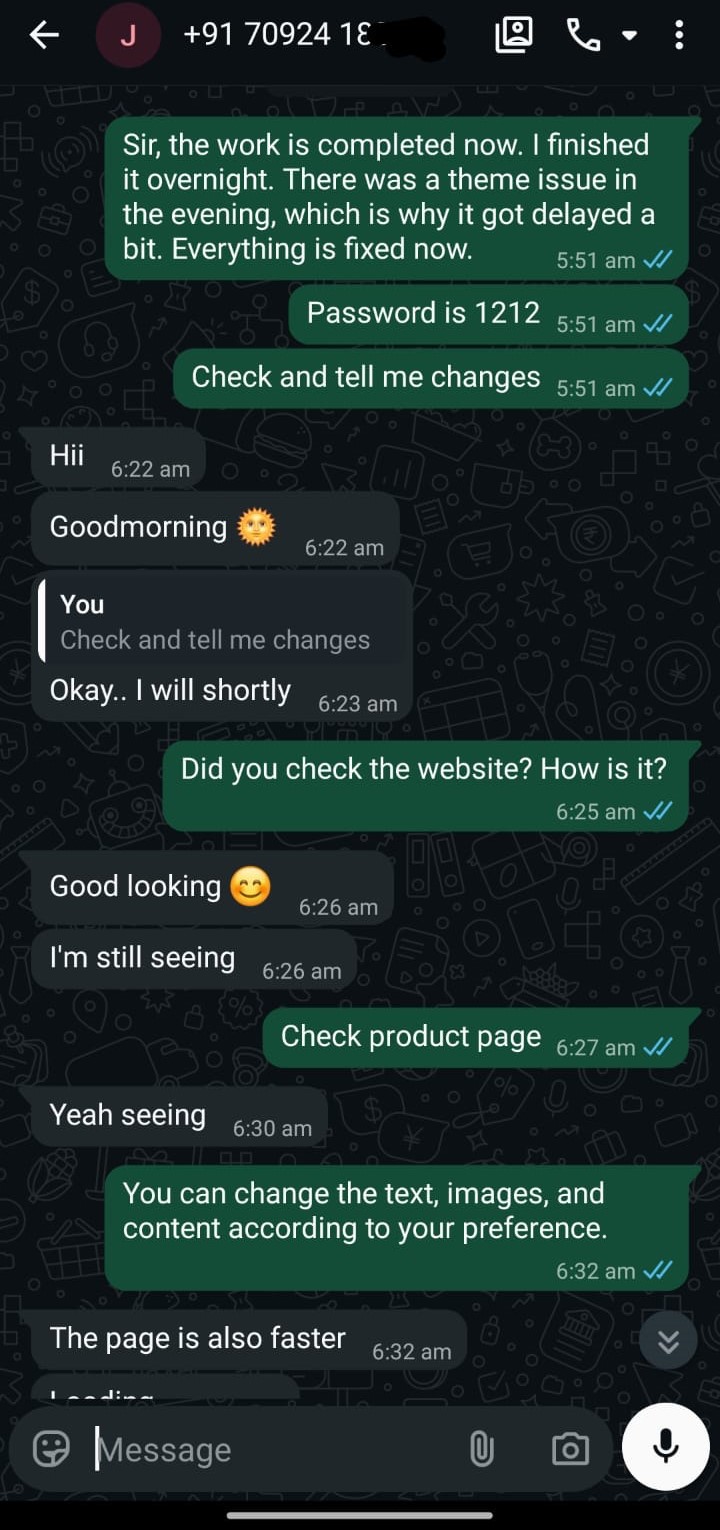 J
+91 70924 18
Sir, the work is completed now. I finished
it overnight. There was a theme issue in
the evening, which is why it got delayed a
bit. Everything is fixed now.
5:51 am
Password is 1212
5:51 am
Check and tell me changes
5:51 am
Hii
6:22 am
Goodmorning 🌞
6:22 am
You
Check and tell me changes
Okay.. I will shortly
6:23 am
Did you check the website? How is it?
6:25 am
Good looking 😊
6:26 am
I'm still seeing
6:26 am
Check product page
6:27 am
Yeah seeing
6:30 am
You can change the text, images, and
content according to your preference.
6:32 am
The page is also faster
6:32 am
Loading
Message